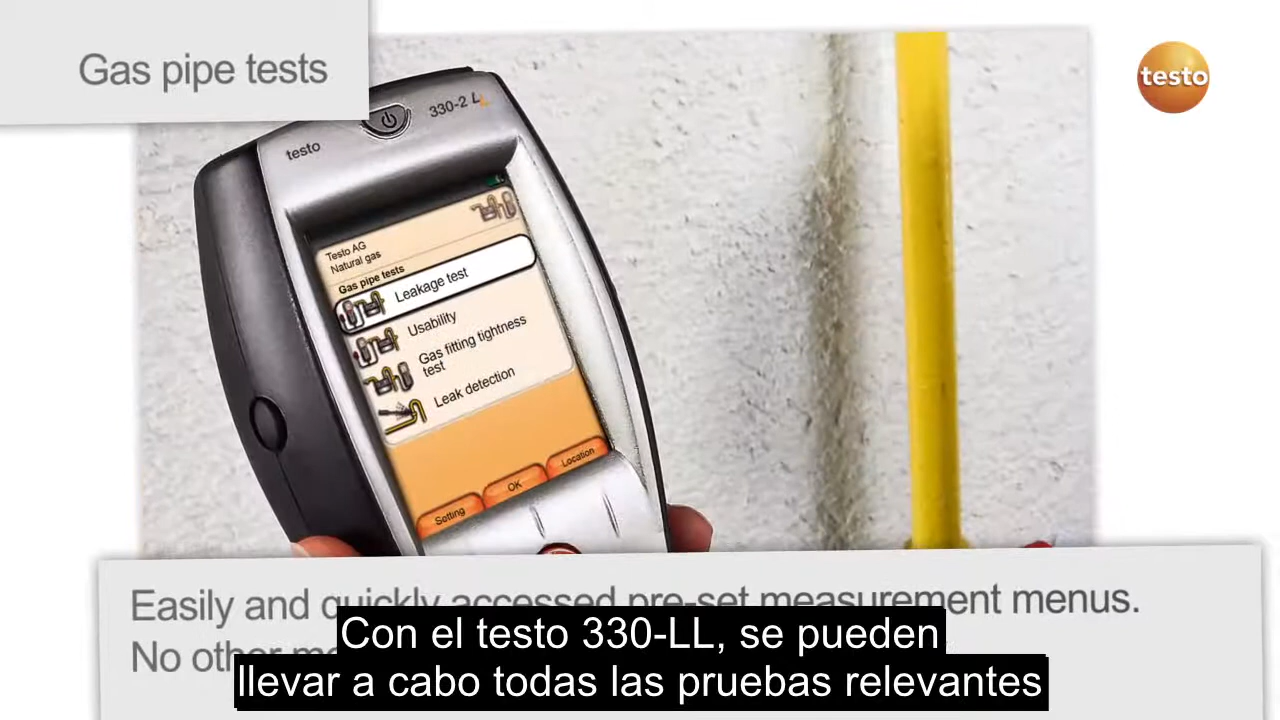 Gas pipe tests
testo
330-2 LL
testo
Testo AG
Natural gas
Gas pipe tests
Leakage test
Usability
Gas fitting tightness
test
Leak detection
Location
OK
Setting
Easily and quickly accessed pre-set measurement menus.
No other
Con el testo 330-LL, se pueden
llevar a cabo todas las pruebas relevantes